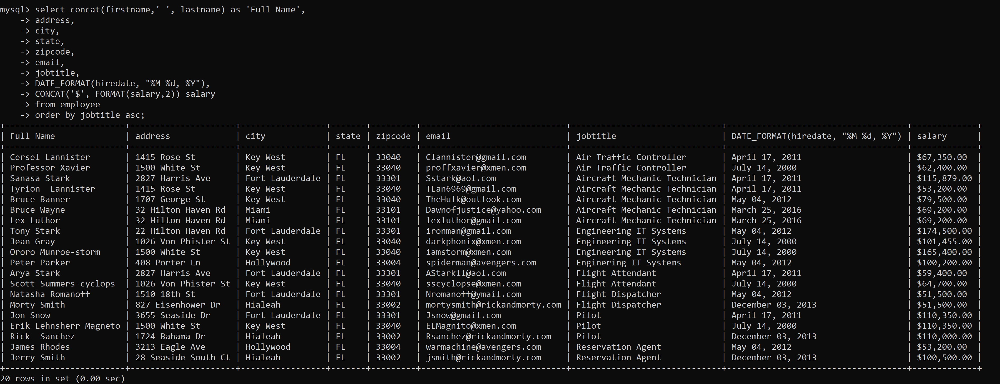 mysql> select concat(firstname,' ', lastname) as 'Full Name',
    -> address,
    -> city,
    -> state,
    -> zipcode,
    -> email,
    -> jobtitle,
    -> DATE_FORMAT(hiredate, "%M %d, %Y"),
    -> CONCAT('$', FORMAT(salary,2)) salary
    -> from employee
    -> order by jobtitle asc;
+------------------------+---------------------+-----------------+-------+---------+-----------------------------+------------------------------+------------------------------------+-------------+
| Full Name              | address             | city            | state | zipcode | email                       | jobtitle                     | DATE_FORMAT(hiredate, "%M %d, %Y") | salary      |
+------------------------+---------------------+-----------------+-------+---------+-----------------------------+------------------------------+------------------------------------+-------------+
| Cersel Lannister       | 1415 Rose St        | Key West        | FL    | 33040   | Clannister@gmail.com        | Air Traffic Controller       | April 17, 2011                     | $67,350.00  |
| Professor Xavier       | 1500 White St       | Key West        | FL    | 33040   | proffxavier@xmen.com        | Air Traffic Controller       | July 14, 2000                      | $62,400.00  |
| Sanasa Stark           | 2827 Harris Ave     | Fort Lauderdale | FL    | 33301   | Sstark@aol.com              | Aircraft Mechanic Technician | April 17, 2011                     | $115,879.00 |
| Tyrion  Lannister      | 1415 Rose St        | Key West        | FL    | 33040   | TLan6969@gmail.com          | Aircraft Mechanic Technician | April 17, 2011                     | $53,200.00  |
| Bruce Banner           | 1707 George St      | Key West        | FL    | 33040   | TheHulk@outlook.com         | Aircraft Mechanic Technician | May 04, 2012                       | $79,500.00  |
| Bruce Wayne            | 32 Hilton Haven Rd  | Miami           | FL    | 33101   | Dawnofjustice@yahoo.com     | Aircraft Mechanic Technician | March 25, 2016                     | $69,200.00  |
| Lex Luthor             | 32 Hilton Haven Rd  | Miami           | FL    | 33101   | lexluthor@gmail.com         | Aircraft Mechanic Technician | March 25, 2016                     | $69,200.00  |
| Tony Stark             | 22 Hilton Haven Rd  | Fort Lauderdale | FL    | 33301   | ironman@gmail.com           | Engineering IT Systems       | May 04, 2012                       | $174,500.00 |
| Jean Gray              | 1026 Von Phister St | Key West        | FL    | 33040   | darkphonix@xmen.com         | Engineering IT Systems       | July 14, 2000                      | $101,455.00 |
| Ororo Munroe-storm     | 1500 White St       | Key West        | FL    | 33040   | iamstorm@xmen.com           | Engineering IT Systems       | July 14, 2000                      | $165,400.00 |
| Peter Parker           | 408 Porter Ln       | Hollywood       | FL    | 33004   | spiderman@avengers.com      | Enginering IT Systems        | May 04, 2012                       | $100,200.00 |
| Arya Stark             | 2827 Harris Ave     | Fort Lauderdale | FL    | 33301   | AStark11@aol.com            | Flight Attendant             | April 17, 2011                     | $59,400.00  |
| Scott Summers-cyclops  | 1026 Von Phister St | Key West        | FL    | 33040   | sscyclopse@xmen.com         | Flight Attendant             | July 14, 2000                      | $64,700.00  |
| Natasha Romanoff       | 1510 18th St        | Fort Lauderdale | FL    | 33301   | Nromanoff@ymail.com         | Flight Dispatcher            | May 04, 2012                       | $51,500.00  |
| Morty Smith            | 827 Eisenhower Dr   | Hialeah         | FL    | 33002   | mortysmith@rickandmorty.com | Flight Dispatcher            | December 03, 2013                  | $51,500.00  |
| Jon Snow               | 3655 Seaside Dr     | Fort Lauderdale | FL    | 33301   | Jsnow@gmail.com             | Pilot                        | April 17, 2011                     | $110,350.00 |
| Erik Lehnsherr Magneto | 1500 White St       | Key West        | FL    | 33040   | ELMagnito@xmen.com          | Pilot                        | July 14, 2000                      | $110,350.00 |
| Rick  Sanchez          | 1724 Bahama Dr      | Hialeah         | FL    | 33002   | Rsanchez@rickandmorty.com   | Pilot                        | December 03, 2013                  | $110,000.00 |
| James Rhodes           | 3213 Eagle Ave      | Hollywood       | FL    | 33004   | warmachine@avengers.com     | Reservation Agent            | May 04, 2012                       | $53,200.00  |
| Jerry Smith            | 28 Seaside South Ct | Hialeah         | FL    | 33002   | jsmith@rickandmorty.com     | Reservation Agent            | December 03, 2013                  | $100,500.00 |
+------------------------+---------------------+-----------------+-------+---------+-----------------------------+------------------------------+------------------------------------+-------------+
20 rows in set (0.00 sec)